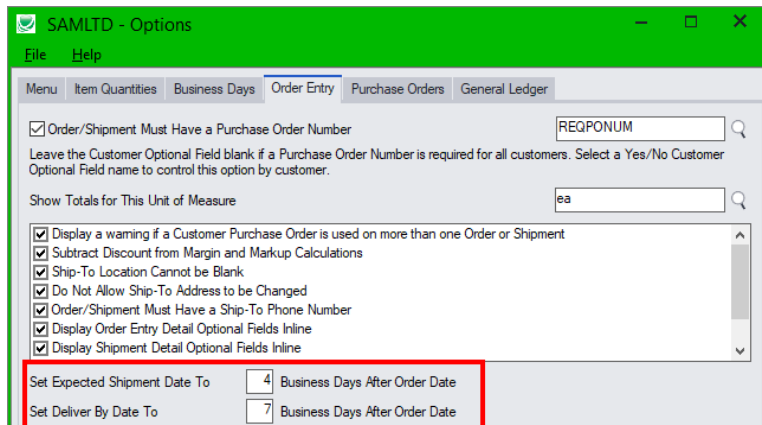 SAMLTD - Options
File Help
Menu Item Quantities Business Days Order Entry Purchase Orders General Ledger
Order/Shipment Must Have a Purchase Order Number REQPONUM
Leave the Customer Optional Field blank if a Purchase Order Number is required for all customers. Select a Yes/No Customer
Optional Field name to control this option by customer.
Show Totals for This Unit of Measure ea
Display a warning if a Customer Purchase Order is used on more than one Order or Shipment
Subtract Discount from Margin and Markup Calculations
Ship-To Location Cannot be Blank
Do Not Allow Ship-To Address to be Changed
Order/Shipment Must Have a Ship-To Phone Number
Display Order Entry Detail Optional Fields Inline
Display Shipment Detail Optional Fields Inline
Set Expected Shipment Date To 4 Business Days After Order Date
Set Deliver By Date To 7 Business Days After Order Date